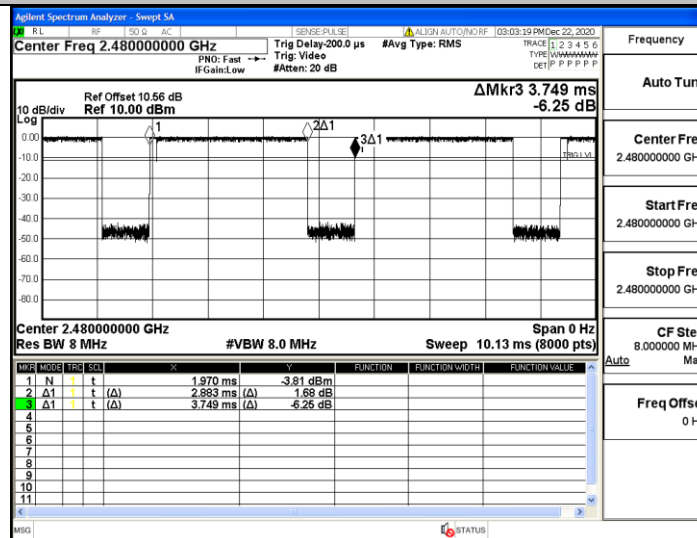 Agilent Spectrum Analyzer - Swept SA
RL RF 50 Ω AC SENSE:PULSE ALIGN AUTO/NO RF 03:03:19 PM Dec 22, 2020
Center Freq 2.480000000 GHz Trig Delay-200.0 µs #Avg Type: RMS TRACE 1 2 3 4 5 6
PNO: Fast Trig: Video TYPE WWWWWW
IFGain:Low #Atten: 20 dB DET P P P P P P
ΔMkr3 3.749 ms
-6.25 dB
Ref Offset 10.56 dB
10 dB/div Ref 10.00 dBm
Log
1
2Δ1
3Δ1
TRIG LVL
0.00
-10.0
-20.0
-30.0
-40.0
-50.0
-60.0
-70.0
-80.0
Center 2.480000000 GHz Span 0 Hz
Res BW 8 MHz #VBW 8.0 MHz Sweep 10.13 ms (8000 pts)
MKR MODE TRC SCL X Y FUNCTION FUNCTION WIDTH FUNCTION VALUE
1 N 1 t 1.970 ms -3.81 dBm
2 Δ1 1 t (Δ) 2.883 ms (Δ) 1.68 dB
3 Δ1 1 t (Δ) 3.749 ms (Δ) -6.25 dB
4
5
6
7
8
9
10
11
MSG STATUS
Frequency
Auto Tun
Center Fre
2.480000000 GH
Start Fre
2.480000000 GH
Stop Fre
2.480000000 GH
CF Ste
8.000000 MH
Auto Ma
Freq Offse
0 H